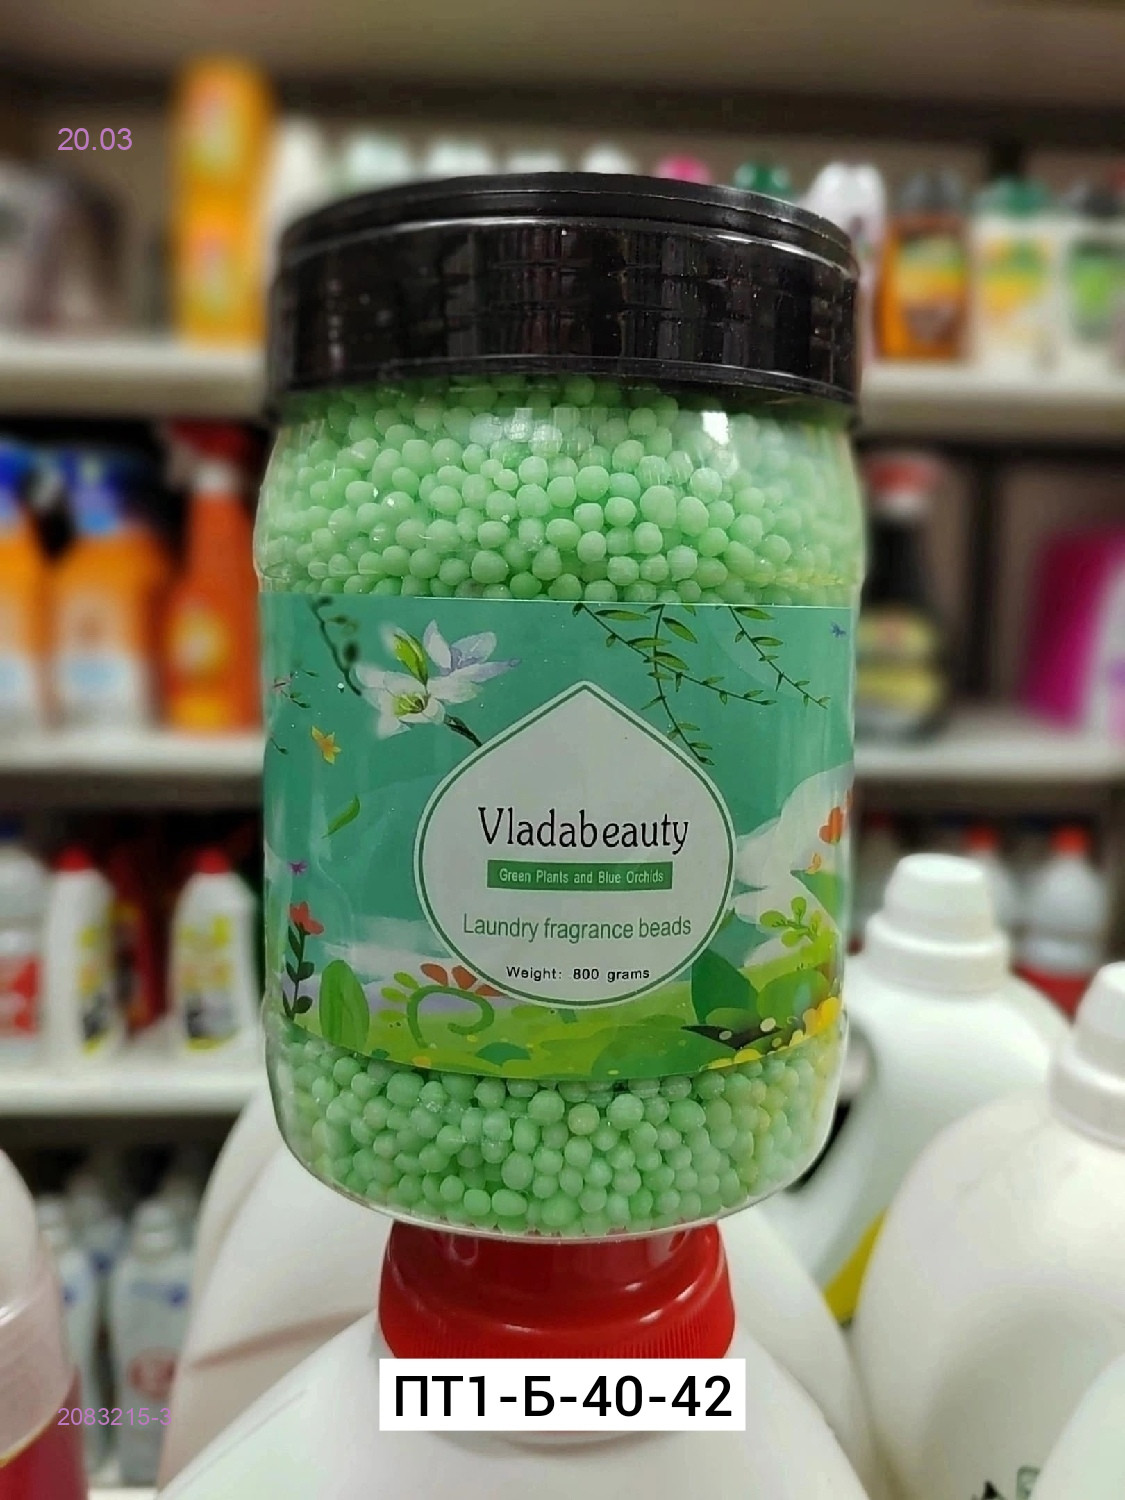 20.03
Vladabeauty
Green Plants and Blue Orchids
Laundry fragrance beads
Weight: 800 grams
ПТ1-Б-40-42
2083215-3